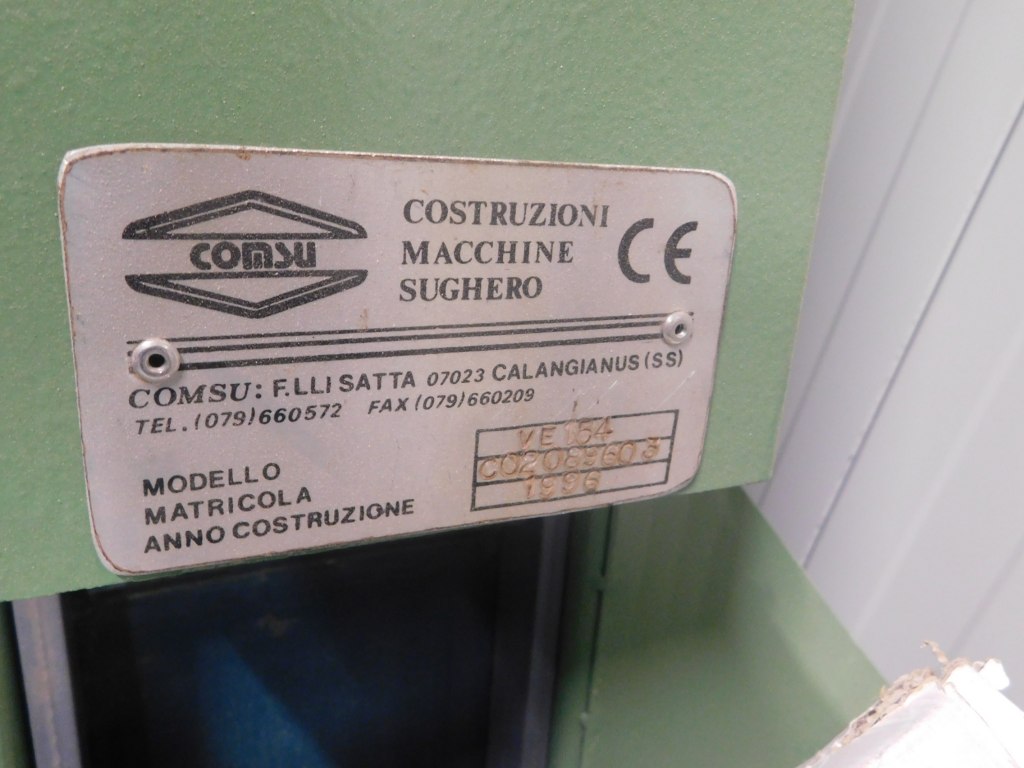 COMSU
COSTRUZIONI
MACCHINE
SUGHERO
CE
COMSU: F.LLI SATTA 07023 CALANGIANUS (SS)
TEL. (079) 660572 FAX (079) 660209
MODELLO VE 154
MATRICOLA C02089603
ANNO COSTRUZIONE 1996